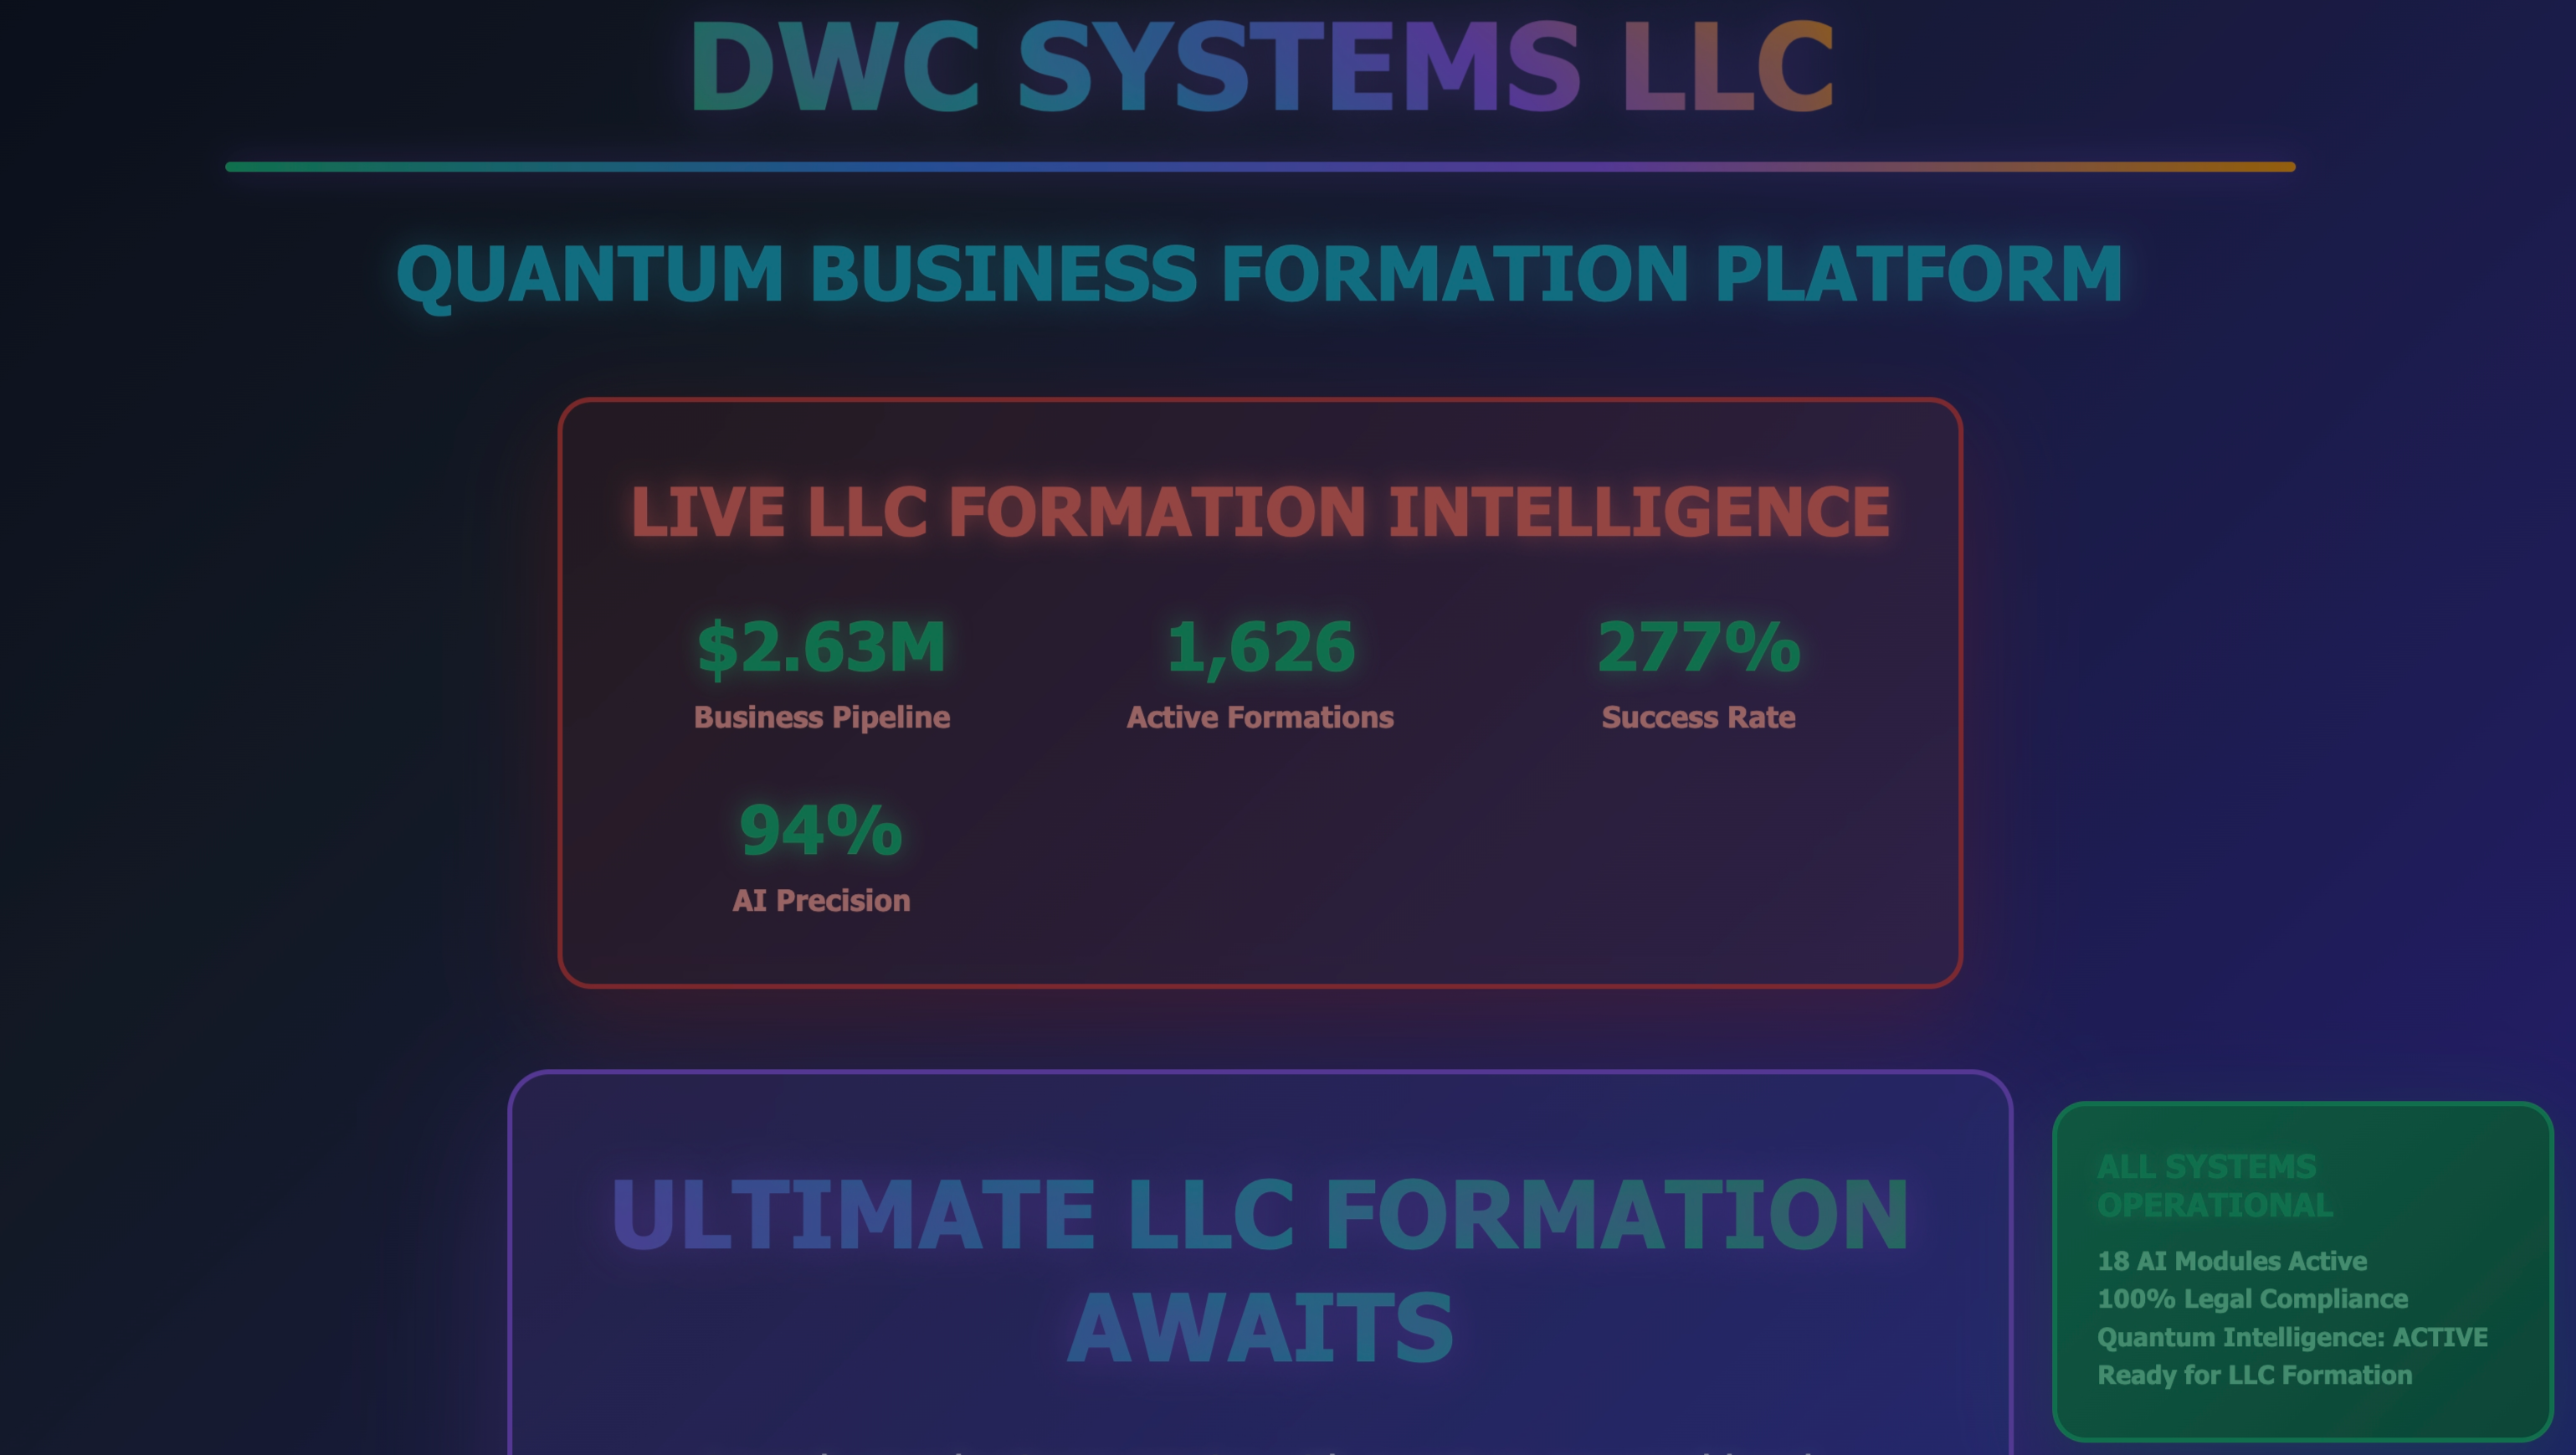 DWC SYSTEMS LLC
QUANTUM BUSINESS FORMATION PLATFORM
LIVE LLC FORMATION INTELLIGENCE
$2.63M
Business Pipeline
1,626
Active Formations
277%
Success Rate
94%
AI Precision
ULTIMATE LLC FORMATION
AWAITS
ALL SYSTEMS
OPERATIONAL
18 AI Modules Active
100% Legal Compliance
Quantum Intelligence: ACTIVE
Ready for LLC Formation